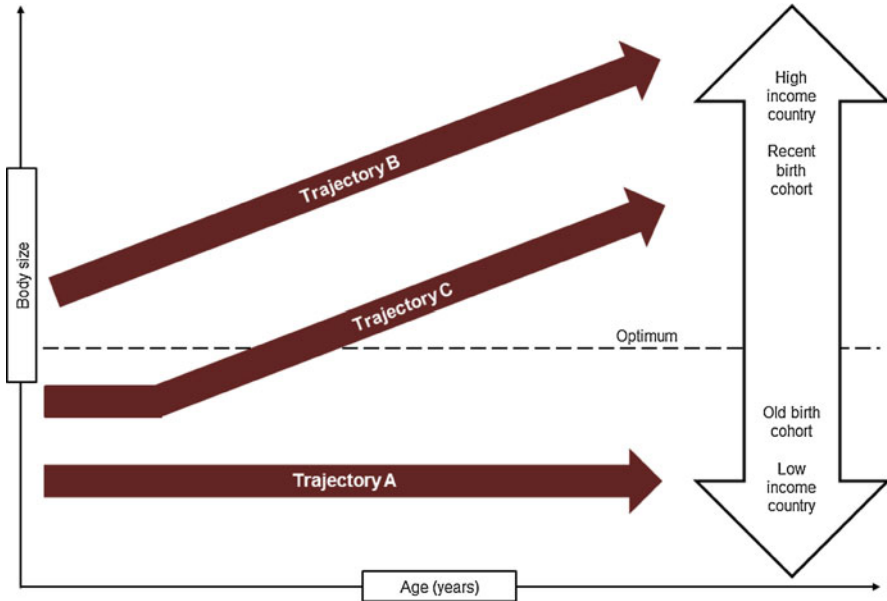 High
income
country
Recent
birth
cohort
Trajectory B
Body size
Trajectory C
Optimum
Old birth
cohort
Low
income
country
Trajectory A
Age (years)